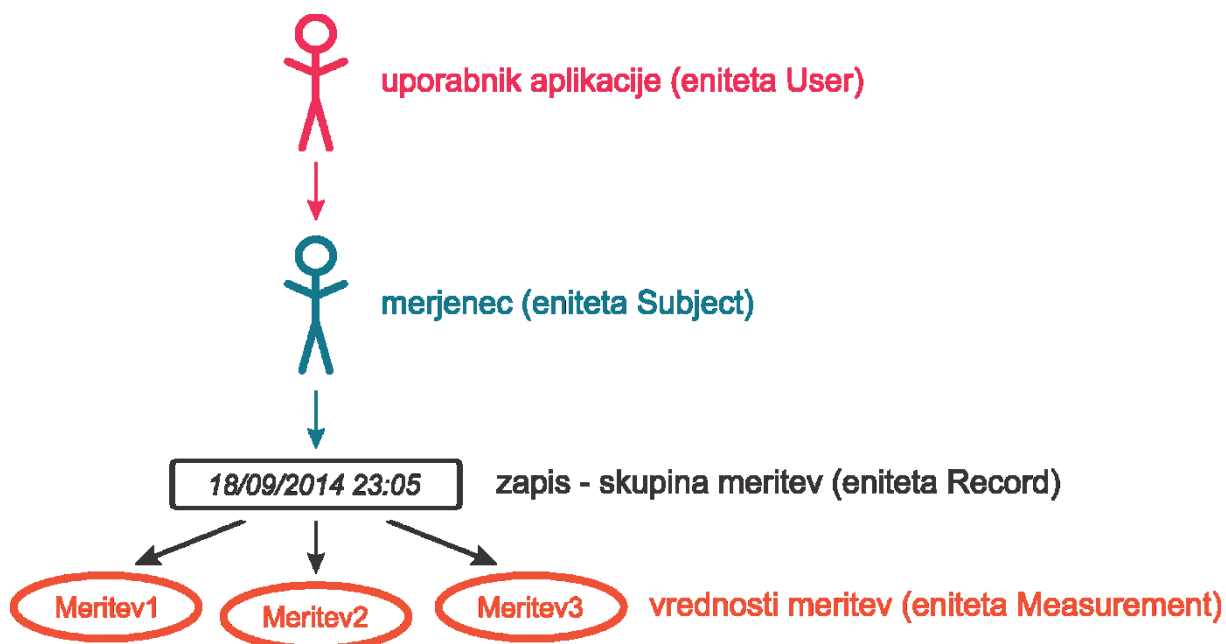 uporabnik aplikacije (eniteta User)
merjenec (eniteta Subject)
18/09/2014 23:05
zapis - skupina meritev (eniteta Record)
Meritev1
Meritev2
Meritev3
vrednosti meritev (eniteta Measurement)